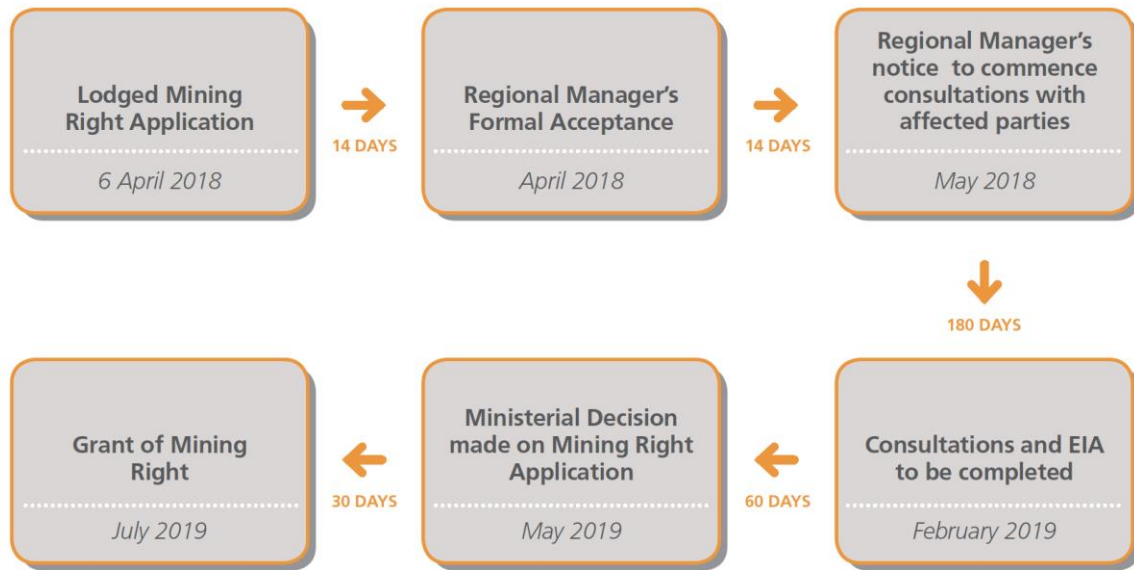 Lodged Mining
Right Application
6 April 2018
14 DAYS
Regional Manager’s
Formal Acceptance
April 2018
14 DAYS
Regional Manager’s
notice to commence
consultations with
affected parties
May 2018
180 DAYS
Consultations and EIA
to be completed
February 2019
60 DAYS
Ministerial Decision
made on Mining Right
Application
May 2019
30 DAYS
Grant of Mining
Right
July 2019